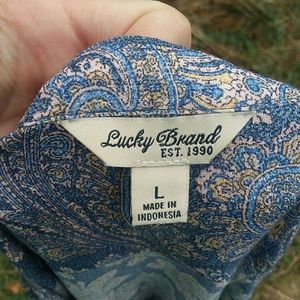 Lucky Brand
EST. 1990
L
MADE IN
INDONESIA